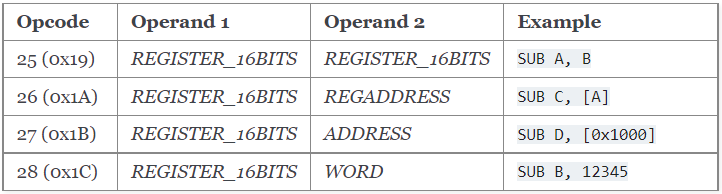 Opcode Operand 1 Operand 2 Example
25 (0x19) REGISTER_16BITS REGISTER_16BITS SUB A, B
26 (0x1A) REGISTER_16BITS REGADDRESS SUB C, [A]
27 (0x1B) REGISTER_16BITS ADDRESS SUB D, [0x1000]
28 (0x1C) REGISTER_16BITS WORD SUB B, 12345